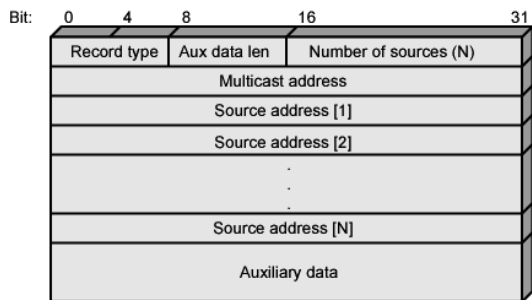 Bit: 0 4 8 16 31
Record type Aux data len Number of sources (N)
Multicast address
Source address [1]
Source address [2]
.
.
.
Source address [N]
Auxiliary data